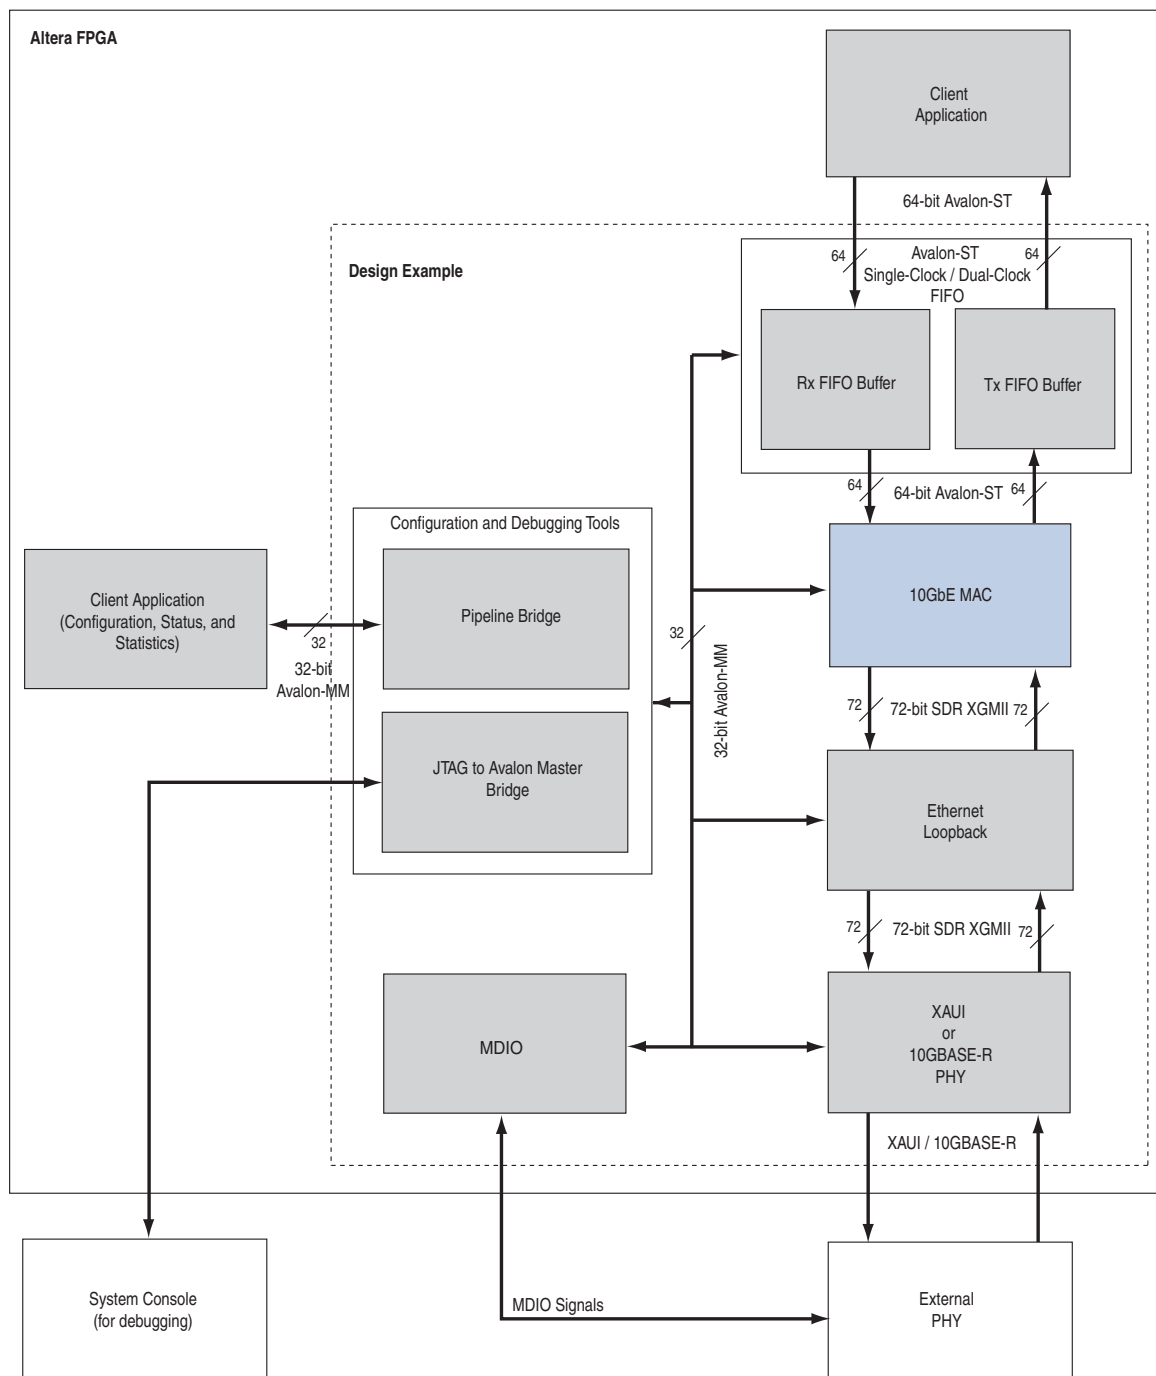 Altera FPGA
Client
Application
64-bit Avalon-ST
64
64
Design Example
Avalon-ST
Single-Clock / Dual-Clock
FIFO
Rx FIFO Buffer
Tx FIFO Buffer
64
64-bit Avalon-ST
64
Configuration and Debugging Tools
Client Application
(Configuration, Status, and
Statistics)
32
32-bit
Avalon-MM
Pipeline Bridge
JTAG to Avalon Master
Bridge
32
32-bit Avalon-MM
10GbE MAC
72
72-bit SDR XGMII
72
Ethernet
Loopback
72
72-bit SDR XGMII
72
MDIO
XAUI
or
10GBASE-R
PHY
XAUI / 10GBASE-R
System Console
(for debugging)
MDIO Signals
External
PHY